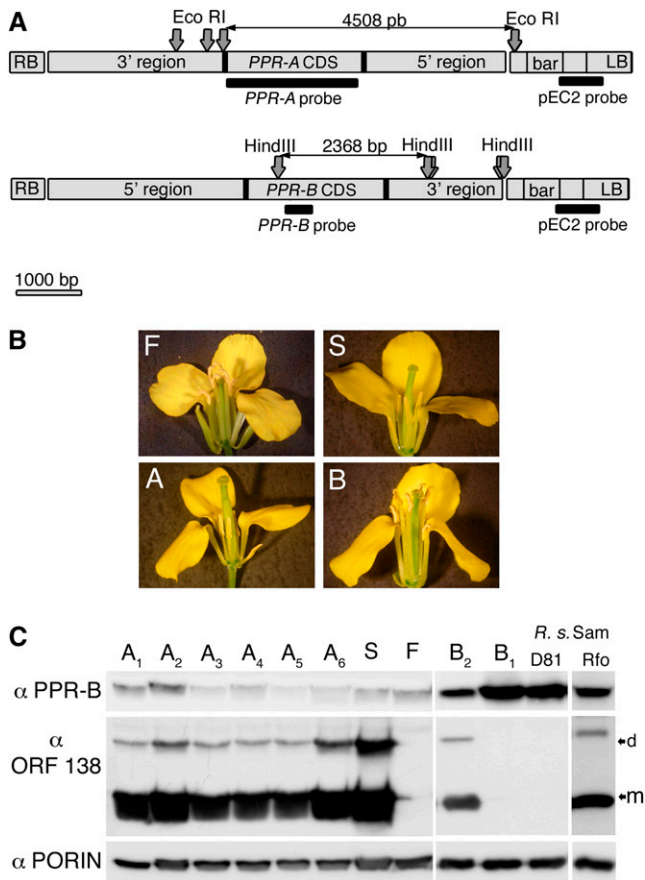 A
Eco RI 4508 pb Eco RI
RB 3' region PPR-A CDS 5' region bar LB
PPR-A probe pEC2 probe
HindIII 2368 bp HindIII HindIII
RB 5' region PPR-B CDS 3' region bar LB
PPR-B probe pEC2 probe
1000 bp
B
F S
A B
C
R. s. Sam
A1 A2 A3 A4 A5 A6 S F B2 B1 D81 Rfo
α PPR-B
α
ORF 138
d
m
α PORIN